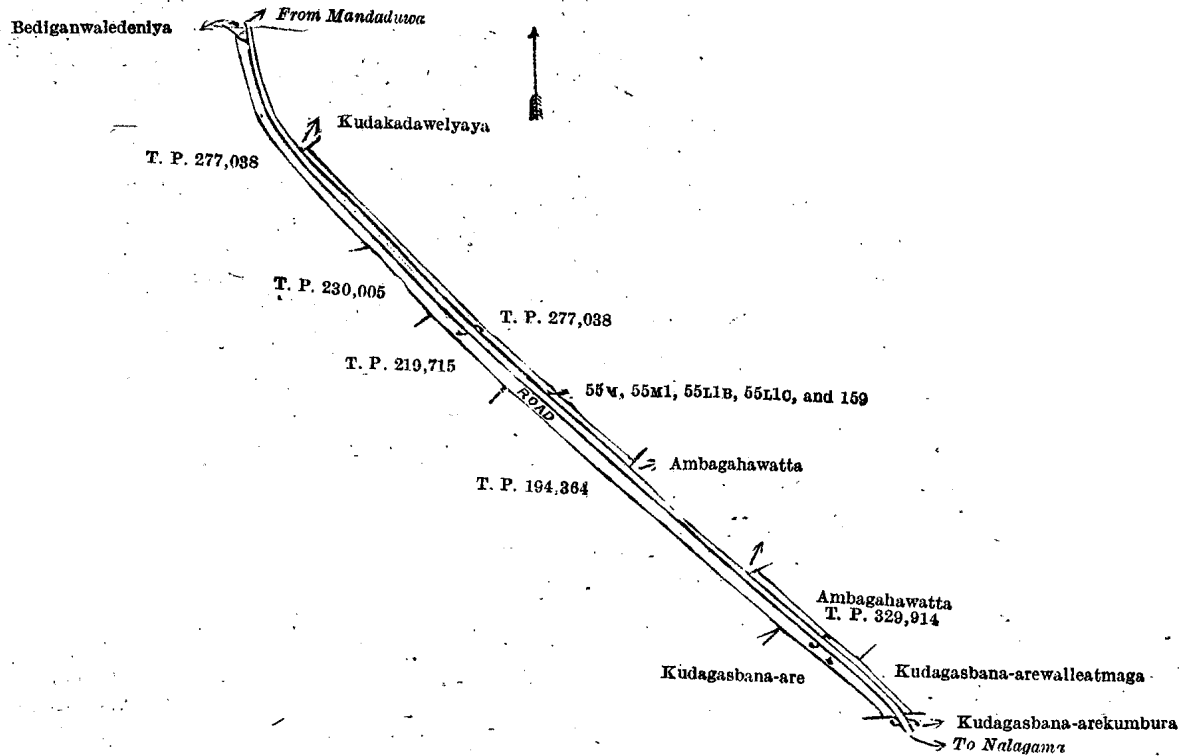 From Mandaduwa
Bediganwaledeniya
Kudakadawelyaya
T. P. 277,038
T. P. 230,005
T. P. 277,038
T. P. 219,715
55M, 55M1, 55L1B, 55L1C, and 159
ROAD
Ambagahawatta
T. P. 194,364
Ambagahawatta
T. P. 329,914
Kudagasbana-are
Kudagasbana-arewalleatmaga
Kudagasbana-arekumbura
To Nalagama